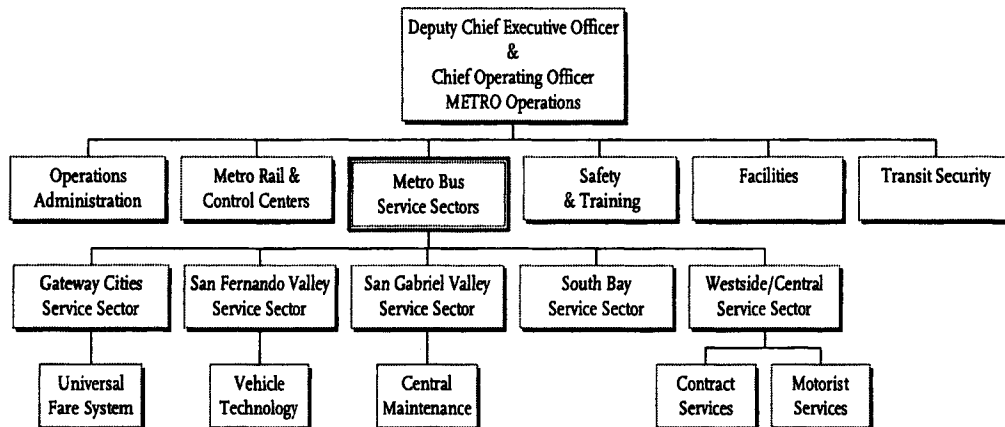 Deputy Chief Executive Officer
&
Chief Operating Officer
METRO Operations
Operations
Administration
Metro Rail &
Control Centers
Metro Bus
Service Sectors
Safety
& Training
Facilities
Transit Security
Gateway Cities
Service Sector
San Fernando Valley
Service Sector
San Gabriel Valley
Service Sector
South Bay
Service Sector
Westside/Central
Service Sector
Universal
Fare System
Vehicle
Technology
Central
Maintenance
Contract
Services
Motorist
Services